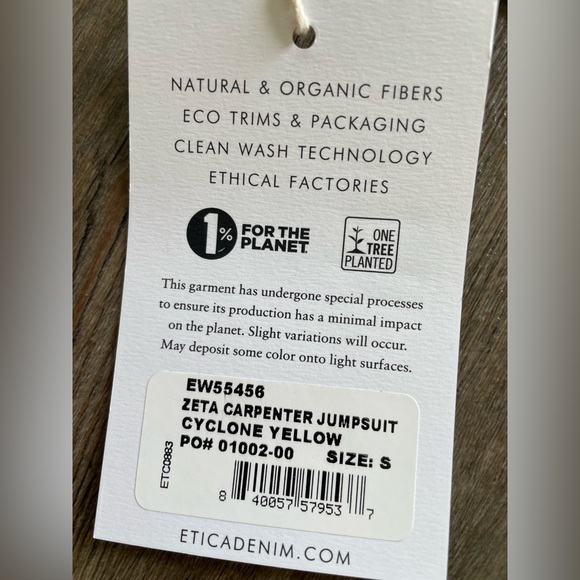 NATURAL & ORGANIC FIBERS
ECO TRIMS & PACKAGING
CLEAN WASH TECHNOLOGY
ETHICAL FACTORIES
1% FOR THE
PLANET
ONE
TREE
PLANTED
This garment has undergone special processes
to ensure its production has a minimal impact
on the planet. Slight variations will occur.
May deposit some color onto light surfaces.
EW55456
ZETA CARPENTER JUMPSUIT
CYCLONE YELLOW
PO# 01002-00 SIZE: S
ETC0883
8 40057 57953 7
ETICADENIM.COM